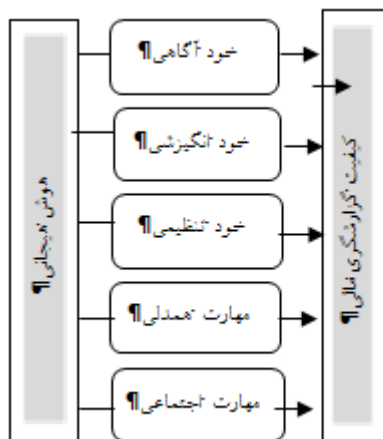 هوش هیجانی¶
خود آگاهی¶
خود انگیزشی¶
خود تنظیمی¶
مهارت همدلی¶
مهارت اجتماعی¶
کیفیت گزارشگری مالی¶